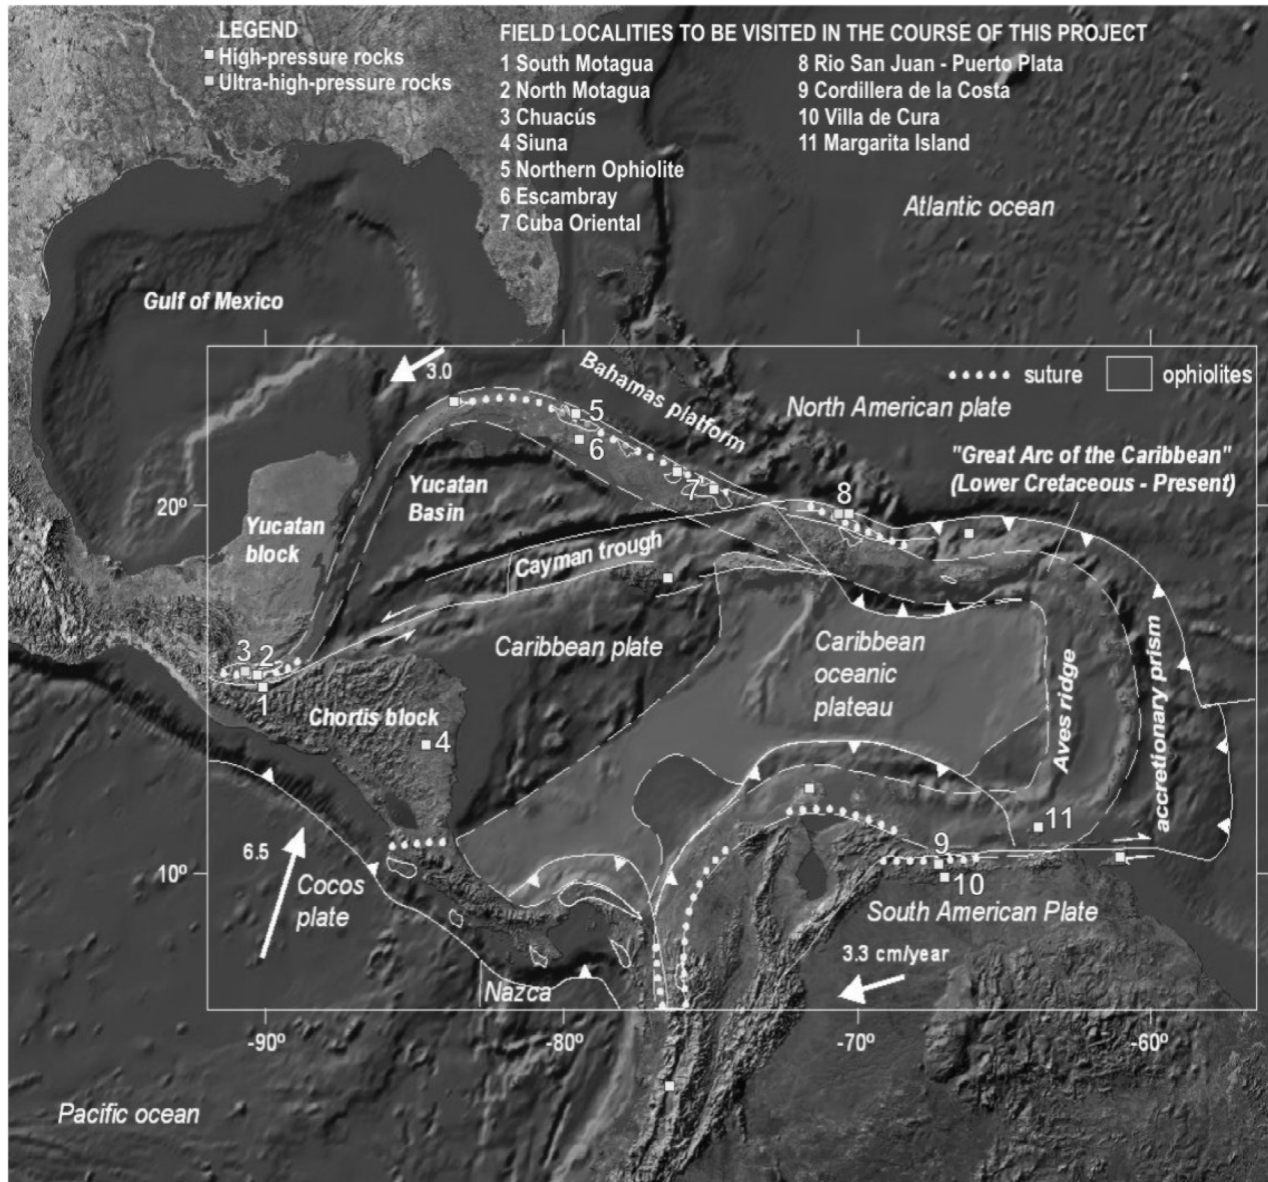 LEGEND
High-pressure rocks
Ultra-high-pressure rocks
FIELD LOCALITIES TO BE VISITED IN THE COURSE OF THIS PROJECT
1 South Motagua
2 North Motagua
3 Chuacús
4 Siuna
5 Northern Ophiolite
6 Escambray
7 Cuba Oriental
8 Rio San Juan - Puerto Plata
9 Cordillera de la Costa
10 Villa de Cura
11 Margarita Island
Atlantic ocean
Gulf of Mexico
3.0
Bahamas platform
suture
ophiolites
North American plate
5
6
7
8
"Great Arc of the Caribbean"
(Lower Cretaceous - Present)
Yucatan
Basin
20º
Yucatan
block
Cayman trough
Caribbean plate
Caribbean
oceanic
plateau
Aves ridge
accretionary prism
3
2
1
Chortis block
4
11
6.5
10º
Cocos
plate
9
10
South American Plate
3.3 cm/year
Nazca
-90º
-80º
-70º
-60º
Pacific ocean